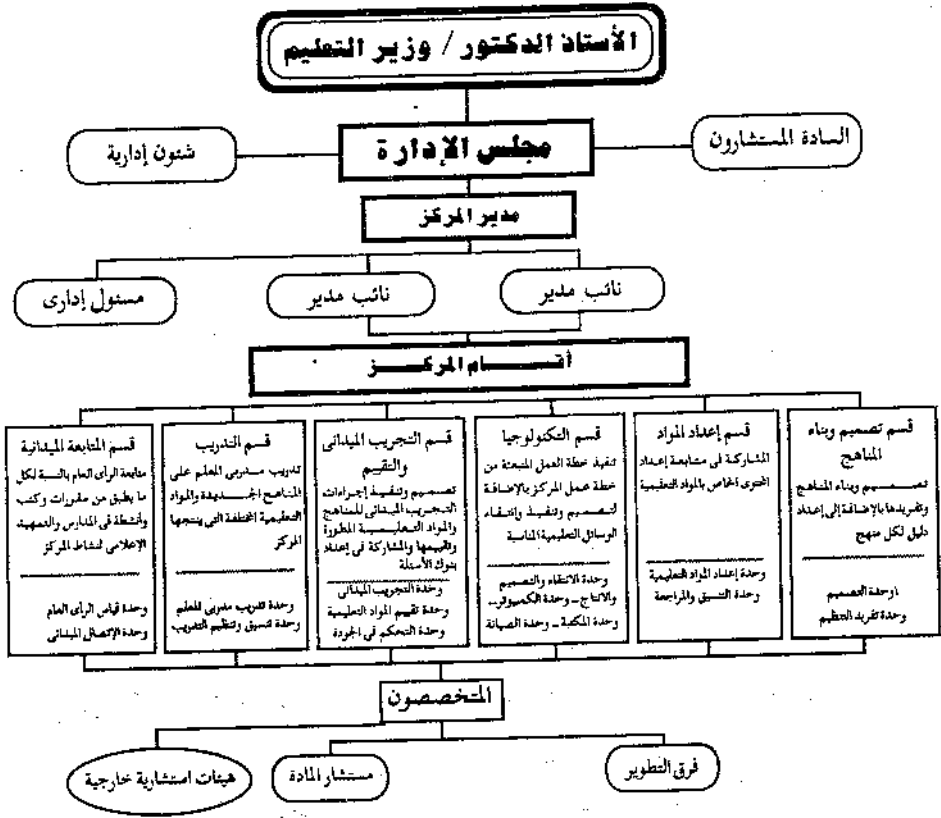 الأستاذ الدكتور / وزير التعليم
السادة المستشارون
مجلس الإدارة
شئون إدارية
مدير المركز
نائب مدير
نائب مدير
مسئول إدارى
أقسام المركز
قسم تصميم وبناء
المناهج
تصميم وبناء المناهج
وتفريدها بالإضافة إلى إعداد
دليل لكل منهج
وحدة التصميم
وحدة تفريد التنظيم
قسم إعداد المواد
المشاركة فى متابعة إعداد
المحتوى الخاص بالمواد التعليمية
وحدة إعداد المواد التعليمية
وحدة التنسيق والمراجعة
قسم التكنولوجيا
تنفيذ خطة العمل المنبثقة من
خطة عمل المركز بالإضافة
لتصميم وتنفيذ وانتقاء
الوسائل التعليمية المناسبة
وحدة الانتقاء والتصميم
والانتاج - وحدة الكمبيوتر -
وحدة المكتبة - وحدة الصيانة
قسم التجريب الميدانى
والتقييم
تصميم وتنفيذ إجراءات
التجريب الميدانى للمناهج
والمواد التعليمية المطورة
وتقييمها والمشاركة فى إعداد
بنوك الأسئلة
وحدة التجريب الميدانى
وحدة تقييم المواد التعليمية
وحدة التحكم فى الجودة
قسم التدريب
تدريب مدربى المعلم على
المناهج الجديدة والمواد
التعليمية المختلفة التى ينتجها
المركز
وحدة تدريب مدربى المعلم
وحدة تنسيق وتنظيم التدريب
قسم المتابعة الميدانية
متابعة الرأى العام بالنسبة لكل
ما يطبق من مقررات وكتب
وأنشطة فى المدارس والتمهيد
الإعلامى لنشاط المركز
وحدة قياس الرأى العام
وحدة الإتصال الميدانى
المتخصصون
فرق التطوير
مستشار المادة
هيئات استشارية خارجية